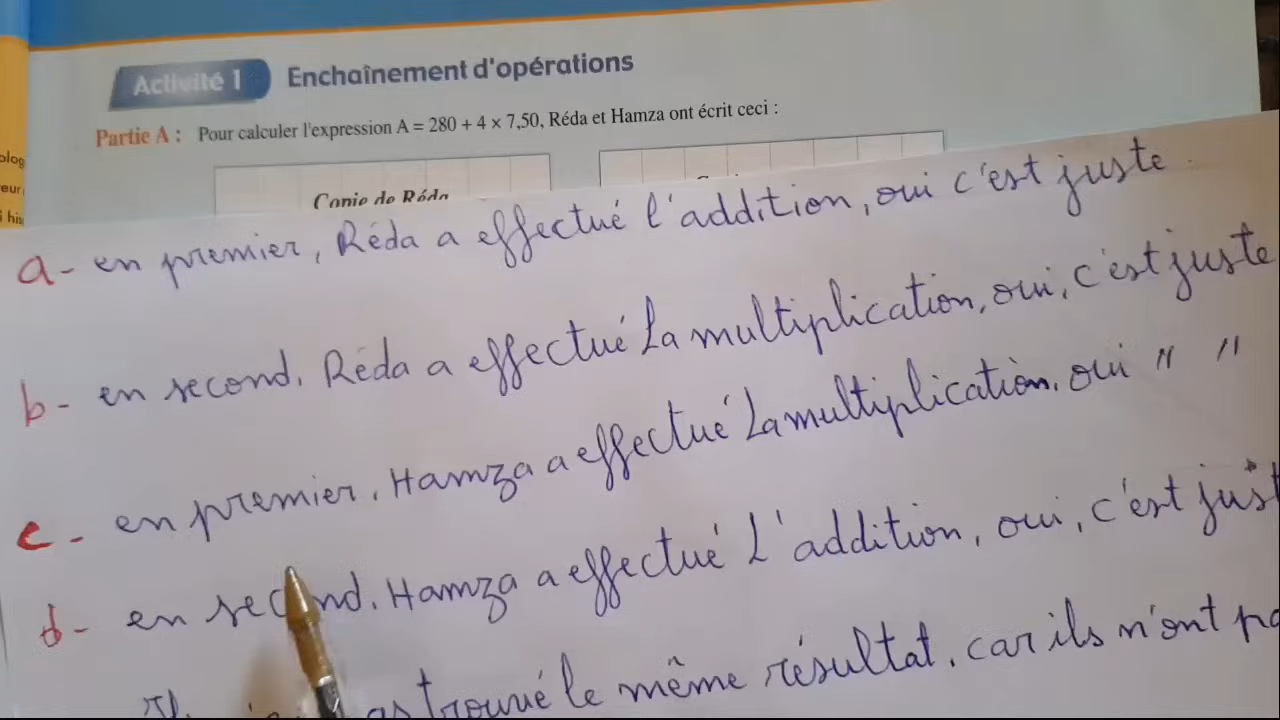 Activité 1 Enchaînement d'opérations
Partie A : Pour calculer l'expression A = 280 + 4 × 7,50, Réda et Hamza ont écrit ceci :
blog
eur
i his
Copie de Réda
a- en premier, Réda a effectué l'addition, oui c'est juste
b- en second, Réda a effectué la multiplication, oui, c'est juste
c- en premier, Hamza a effectué la multiplication, oui " "
d- en second, Hamza a effectué l'addition, oui, c'est just
trouvé le même résultat, car ils n'ont pa